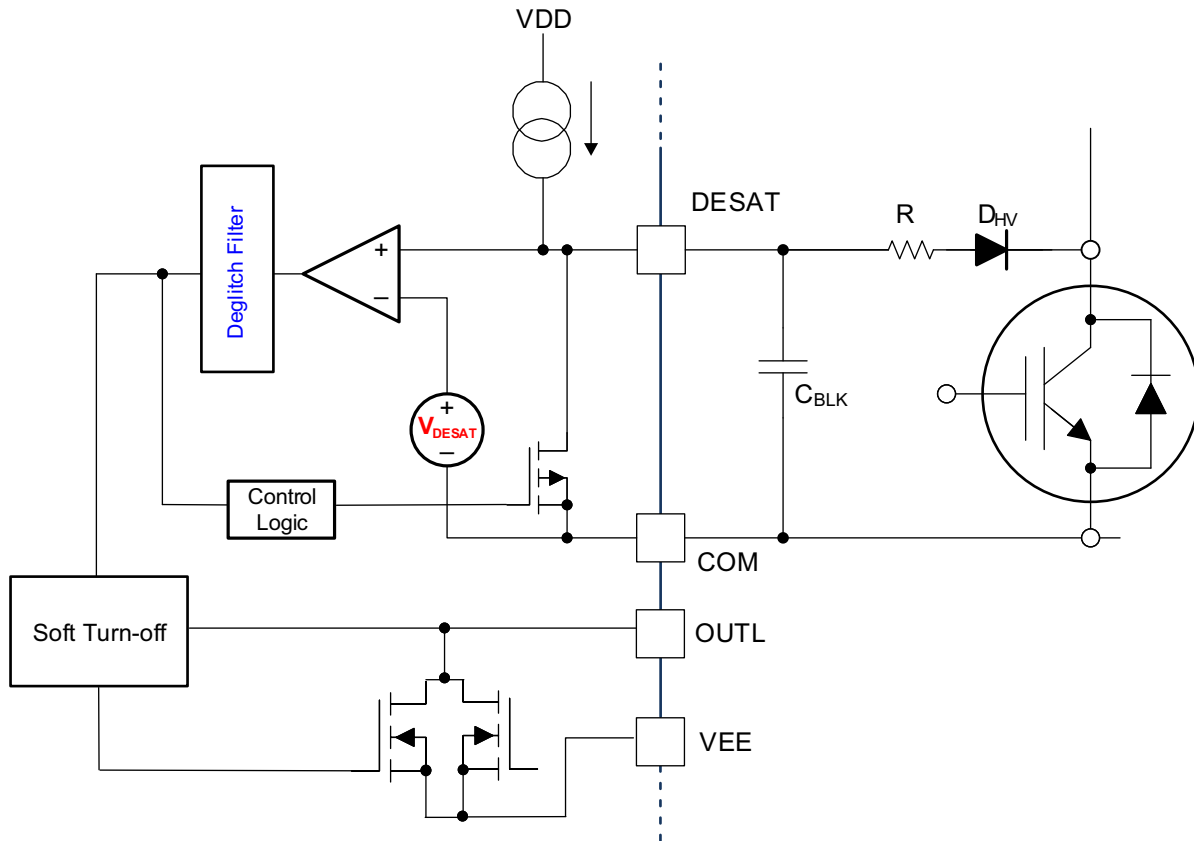 VDD
DESAT
R
DHV
+
−
Deglitch Filter
+
VDESAT
−
CBLK
Control
Logic
COM
Soft Turn-off
OUTL
VEE